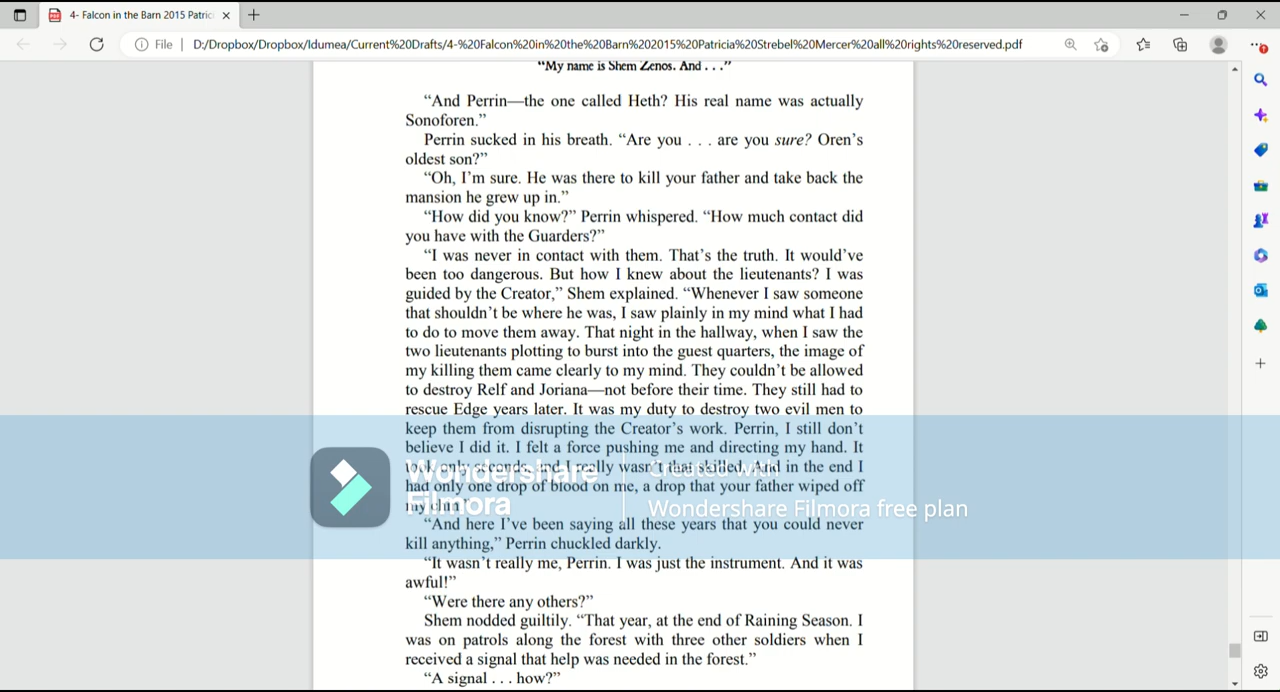 4- Falcon in the Barn 2015 Patric
File | D:/Dropbox/Dropbox/Idumea/Current%20Drafts/4-%20Falcon%20in%20the%20Barn%202015%20Patricia%20Strebel%20Mercer%20all%20rights%20reserved.pdf
“My name is Shem Zenos. And . . .”
“And Perrin—the one called Heth? His real name was actually
Sonoforen.”
Perrin sucked in his breath. “Are you . . . are you sure? Oren’s
oldest son?”
“Oh, I’m sure. He was there to kill your father and take back the
mansion he grew up in.”
“How did you know?” Perrin whispered. “How much contact did
you have with the Guarders?”
“I was never in contact with them. That’s the truth. It would’ve
been too dangerous. But how I knew about the lieutenants? I was
guided by the Creator,” Shem explained. “Whenever I saw someone
that shouldn’t be where he was, I saw plainly in my mind what I had
to do to move them away. That night in the hallway, when I saw the
two lieutenants plotting to burst into the guest quarters, the image of
my killing them came clearly to my mind. They couldn’t be allowed
to destroy Relf and Joriana—not before their time. They still had to
rescue Edge years later. It was my duty to destroy two evil men to
keep them from disrupting the Creator’s work. Perrin, I still don’t
believe I did it. I felt a force pushing me and directing my hand. It
took only seconds, and I really wasn’t that skilled. And in the end I
had only one drop of blood on me, a drop that your father wiped off
my chin.”
Wondershare
Filmora
Created with
Wondershare Filmora free plan
“And here I’ve been saying all these years that you could never
kill anything,” Perrin chuckled darkly.
“It wasn’t really me, Perrin. I was just the instrument. And it was
awful!”
“Were there any others?”
Shem nodded guiltily. “That year, at the end of Raining Season. I
was on patrols along the forest with three other soldiers when I
received a signal that help was needed in the forest.”
“A signal . . . how?”